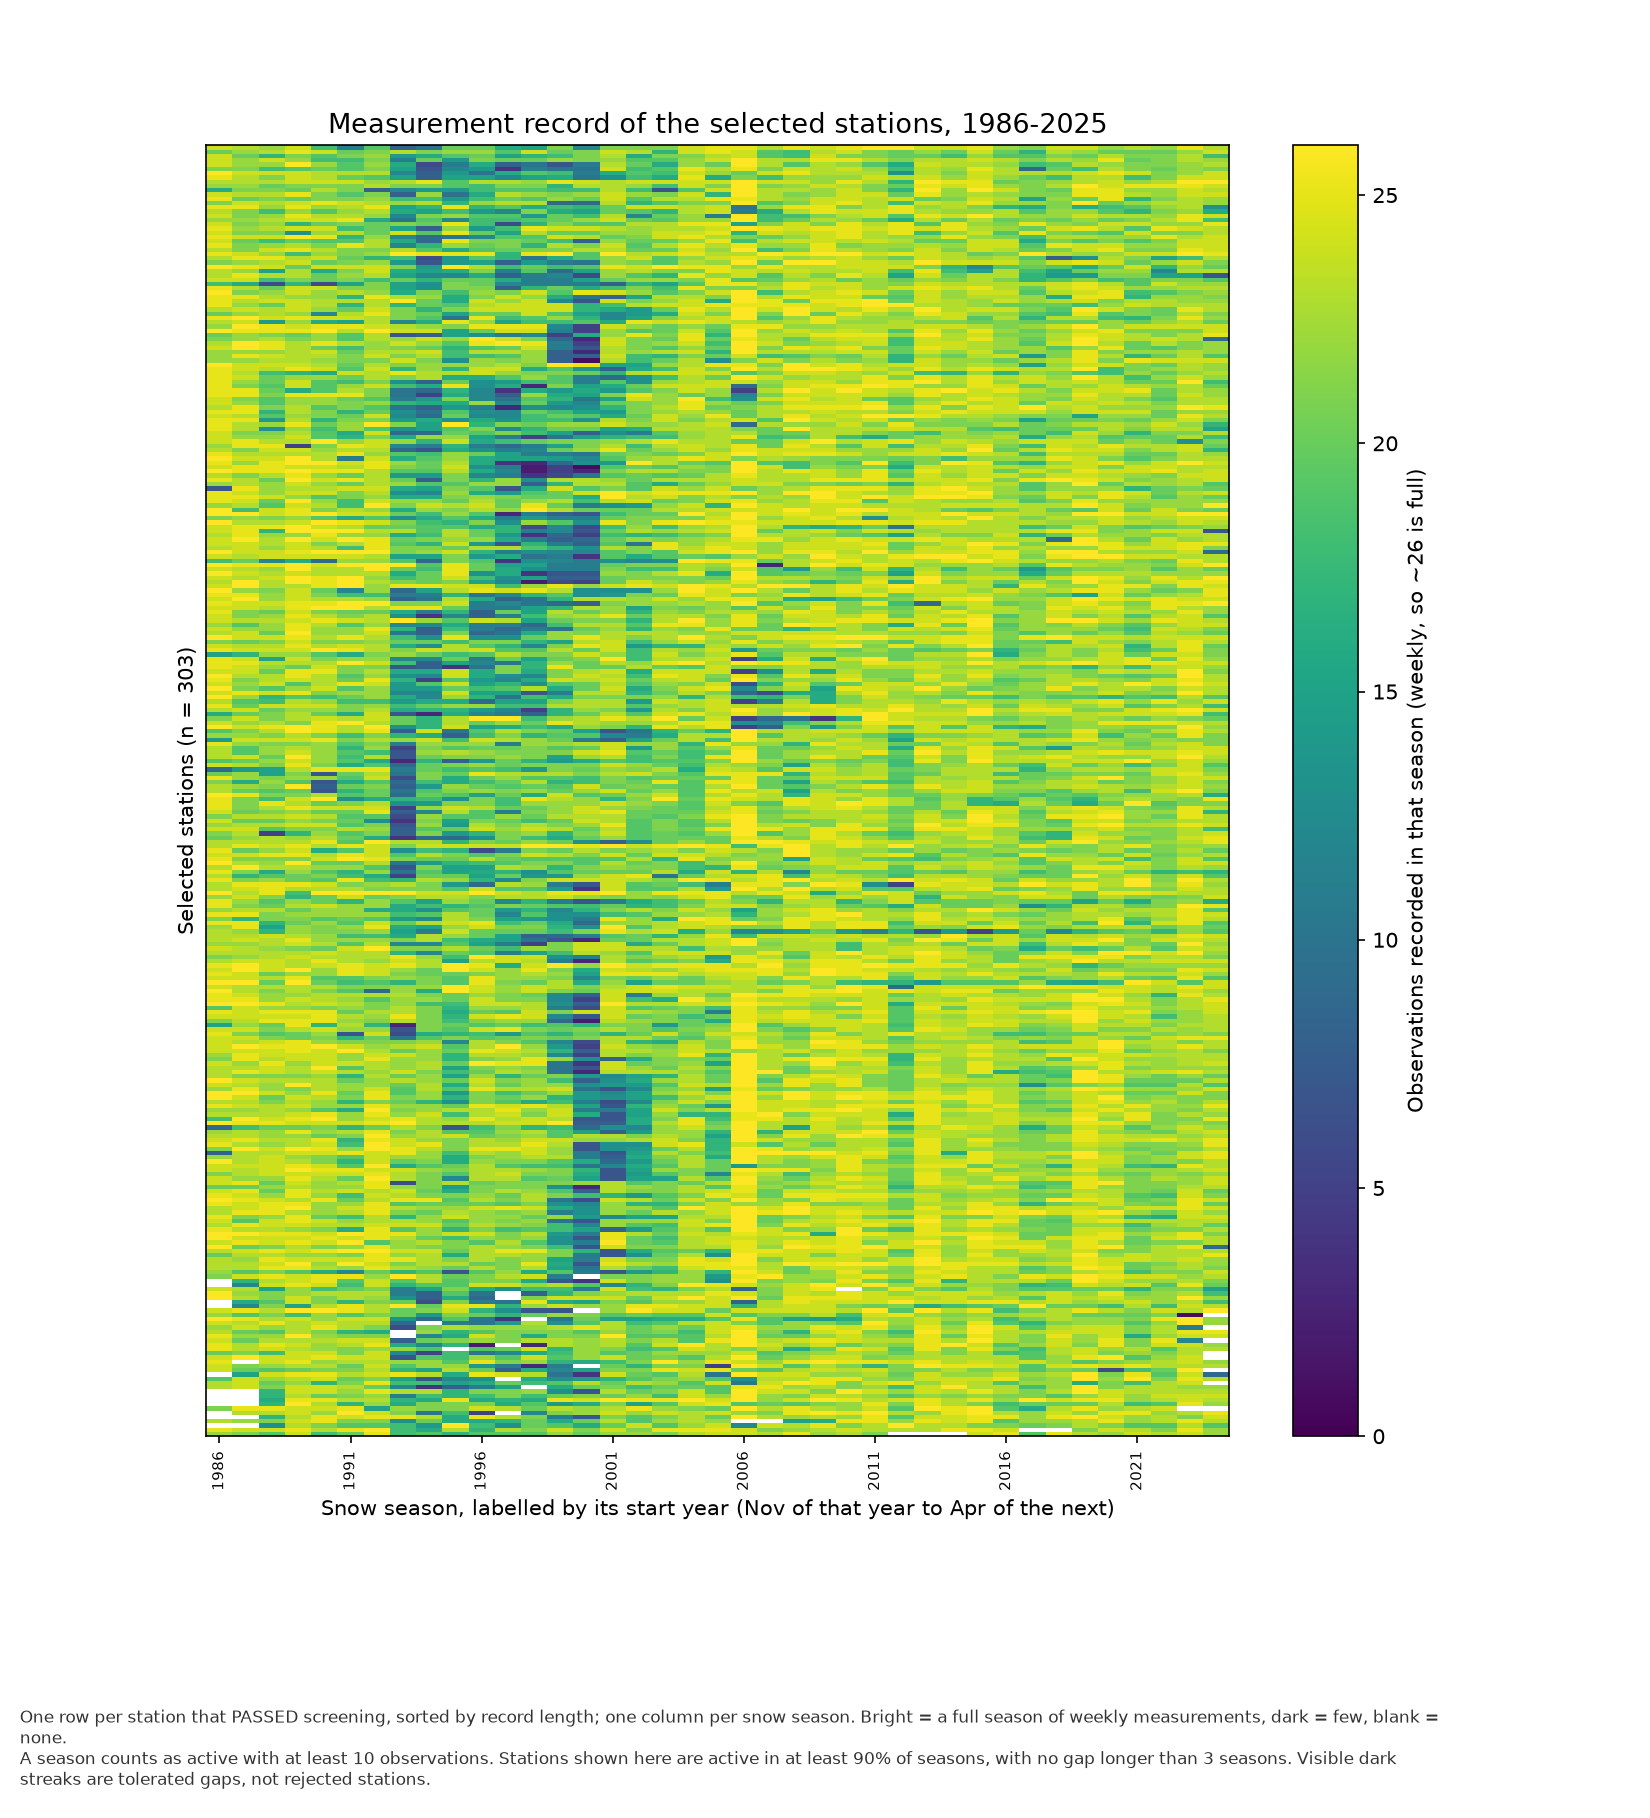 Measurement record of the selected stations, 1986-2025
Selected stations (n = 303)
1986
1991
1996
2001
2006
2011
2016
2021
Snow season, labelled by its start year (Nov of that year to Apr of the next)
25
20
15
10
5
0
Observations recorded in that season (weekly, so ~26 is full)
One row per station that PASSED screening, sorted by record length; one column per snow season. Bright = a full season of weekly measurements, dark = few, blank =
none.
A season counts as active with at least 10 observations. Stations shown here are active in at least 90% of seasons, with no gap longer than 3 seasons. Visible dark
streaks are tolerated gaps, not rejected stations.